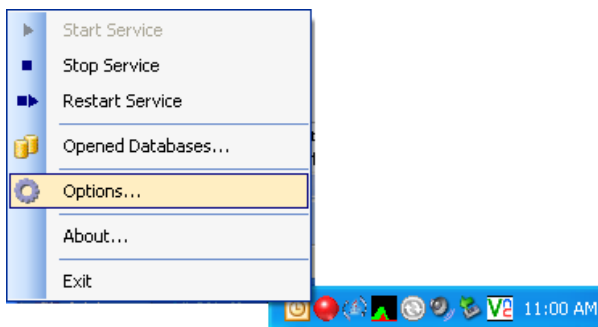 Start Service
Stop Service
Restart Service
Opened Databases...
Options...
About...
Exit
11:00 AM